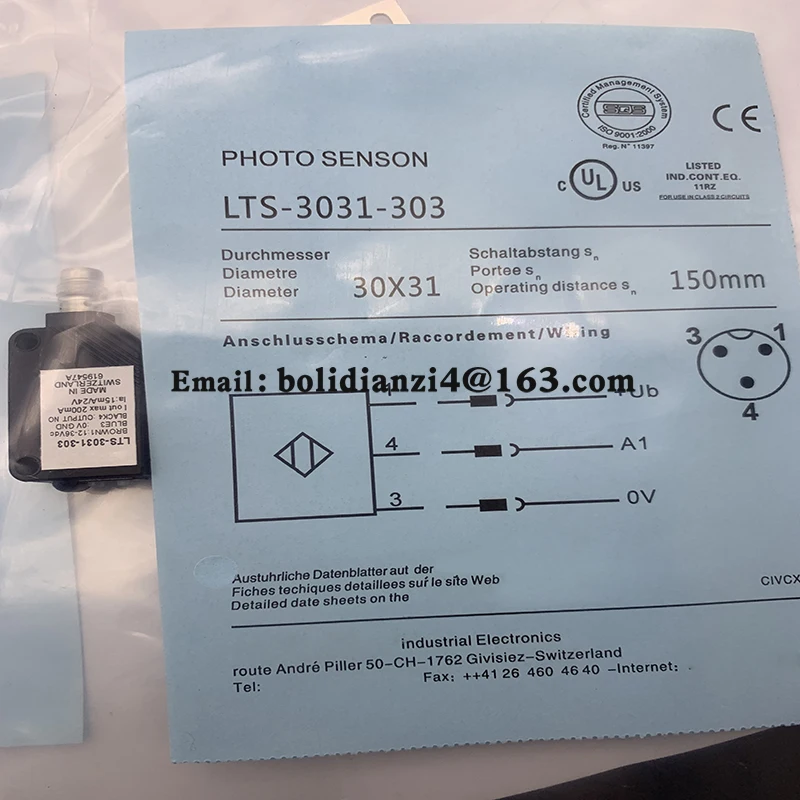 Certified Management System
SQS
ISO 9001:2000
Reg. N° 11397
CE
PHOTO SENSON
LTS-3031-303
C UL US
LISTED
IND.CONT.EQ.
11RZ
FOR USE IN CLASS 2 CIRCUITS
Durchmesser
Diametre
Diameter
30X31
Schaltabstang sn
Portee sn
Operating distance sn
150mm
Anschlusschema/Raccordement/Wiring
3
1
4
Email: bolidianzi4@163.com
Ub
4
A1
3
0V
LTS-3031-303
BROWN1:12-36Vdc
BLUE3 :0V GND
BLACK4 :OUTPUT NO
I out max 200mA
Ia:15mA/24V
MADE IN
SWITZERLAND
619547A
Austuhrliche Datenblatter aut der
Fiches techiques detaillees suf le site Web
Detailed date sheets on the
CIVCX
industrial Electronics
route André Piller 50-CH-1762 Givisiez-Switzerland
Tel:
Fax: ++41 26 460 46 40 -Internet: